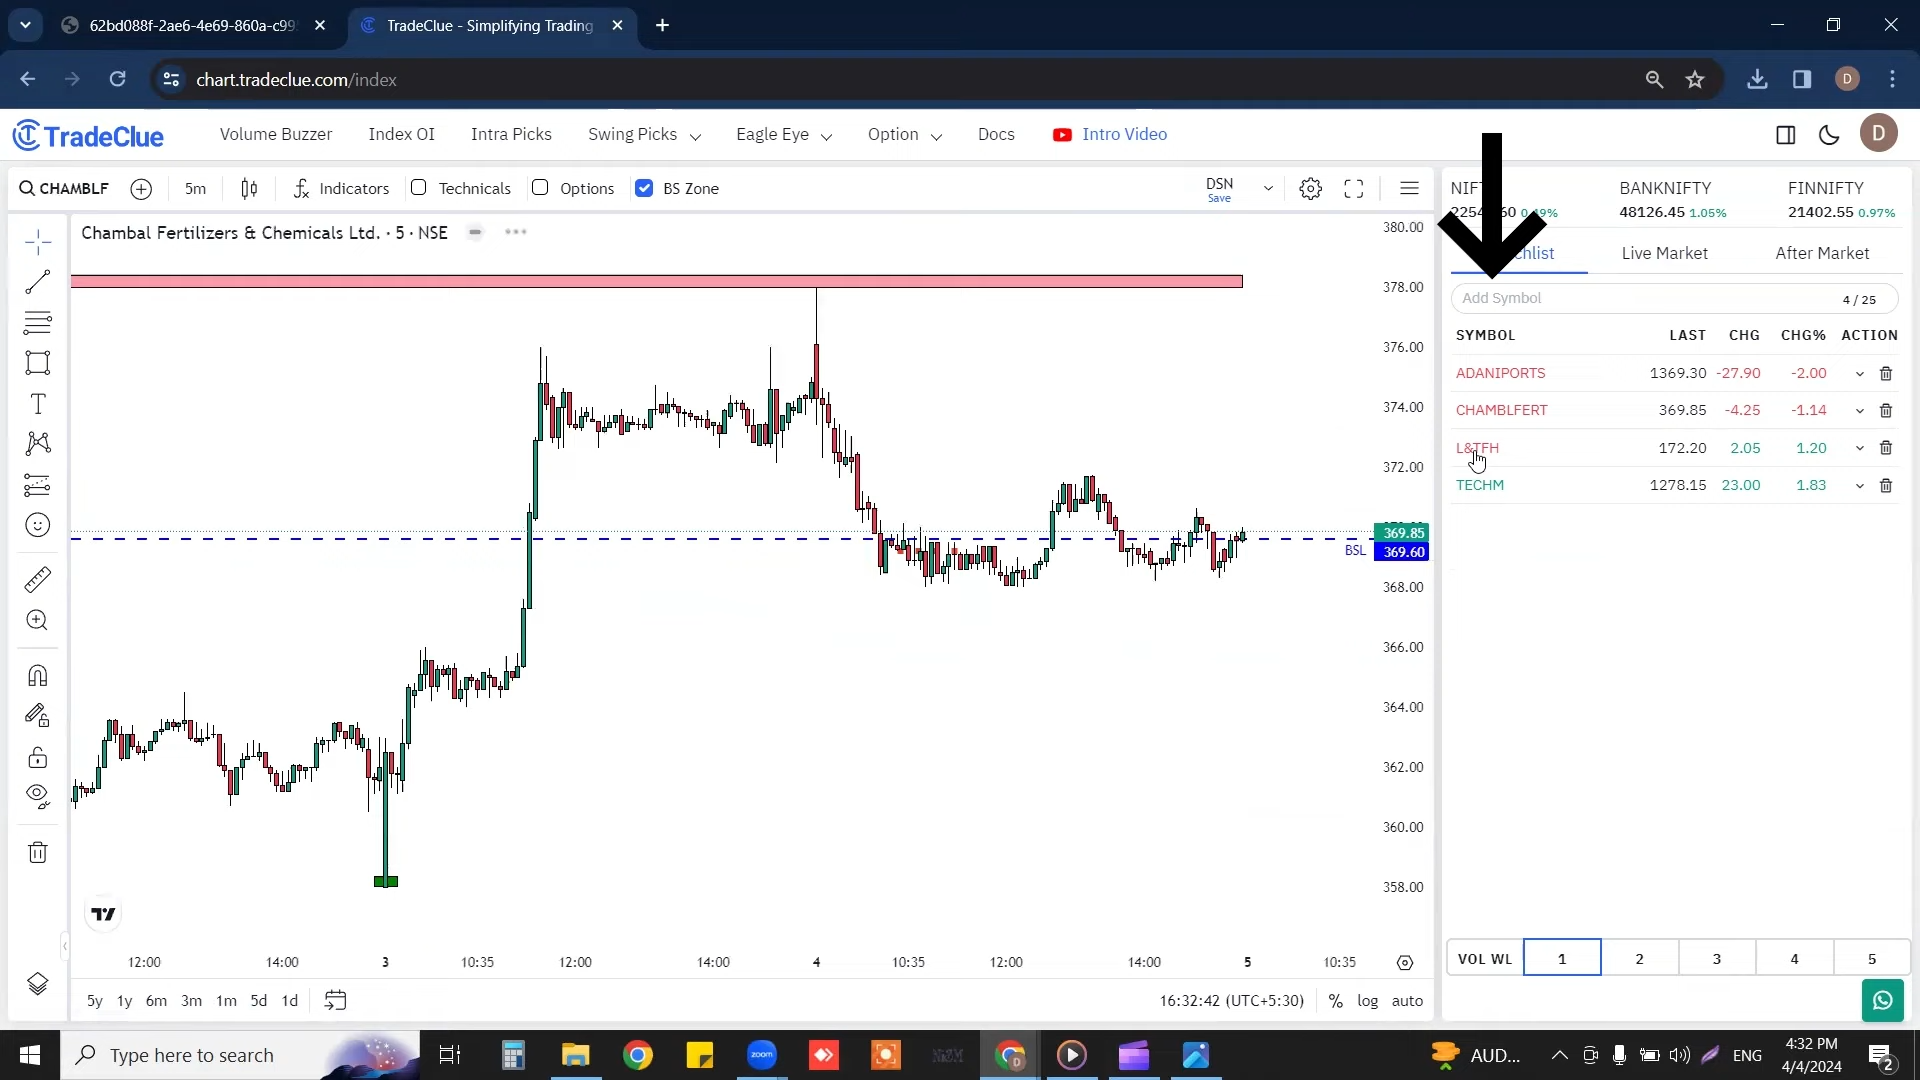 62bd088f-2ae6-4e69-860a-c99
TradeClue - Simplifying Trading
chart.tradeclue.com/index
D
TradeClue
Volume Buzzer
Index OI
Intra Picks
Swing Picks
Eagle Eye
Option
Docs
Intro Video
D
CHAMBLF
5m
Indicators
Technicals
Options
BS Zone
DSN
Save
Chambal Fertilizers & Chemicals Ltd. · 5 · NSE
380.00
378.00
376.00
374.00
372.00
369.85
BSL 369.60
368.00
366.00
364.00
362.00
360.00
358.00
12:00 14:00 3 10:35 12:00 14:00 4 10:35 12:00 14:00 5 10:35
5y 1y 6m 3m 1m 5d 1d
16:32:42 (UTC+5:30) % log auto
BANKNIFTY FINNIFTY
48126.45 1.05% 21402.55 0.97%
Live Market After Market
Add Symbol 4 / 25
SYMBOL LAST CHG CHG% ACTION
ADANIPORTS 1369.30 -27.90 -2.00
CHAMBLFERT 369.85 -4.25 -1.14
L&TFH 172.20 2.05 1.20
TECHM 1278.15 23.00 1.83
VOL WL 1 2 3 4 5
Type here to search
zoom
AUD...
ENG
4:32 PM
4/4/2024
2